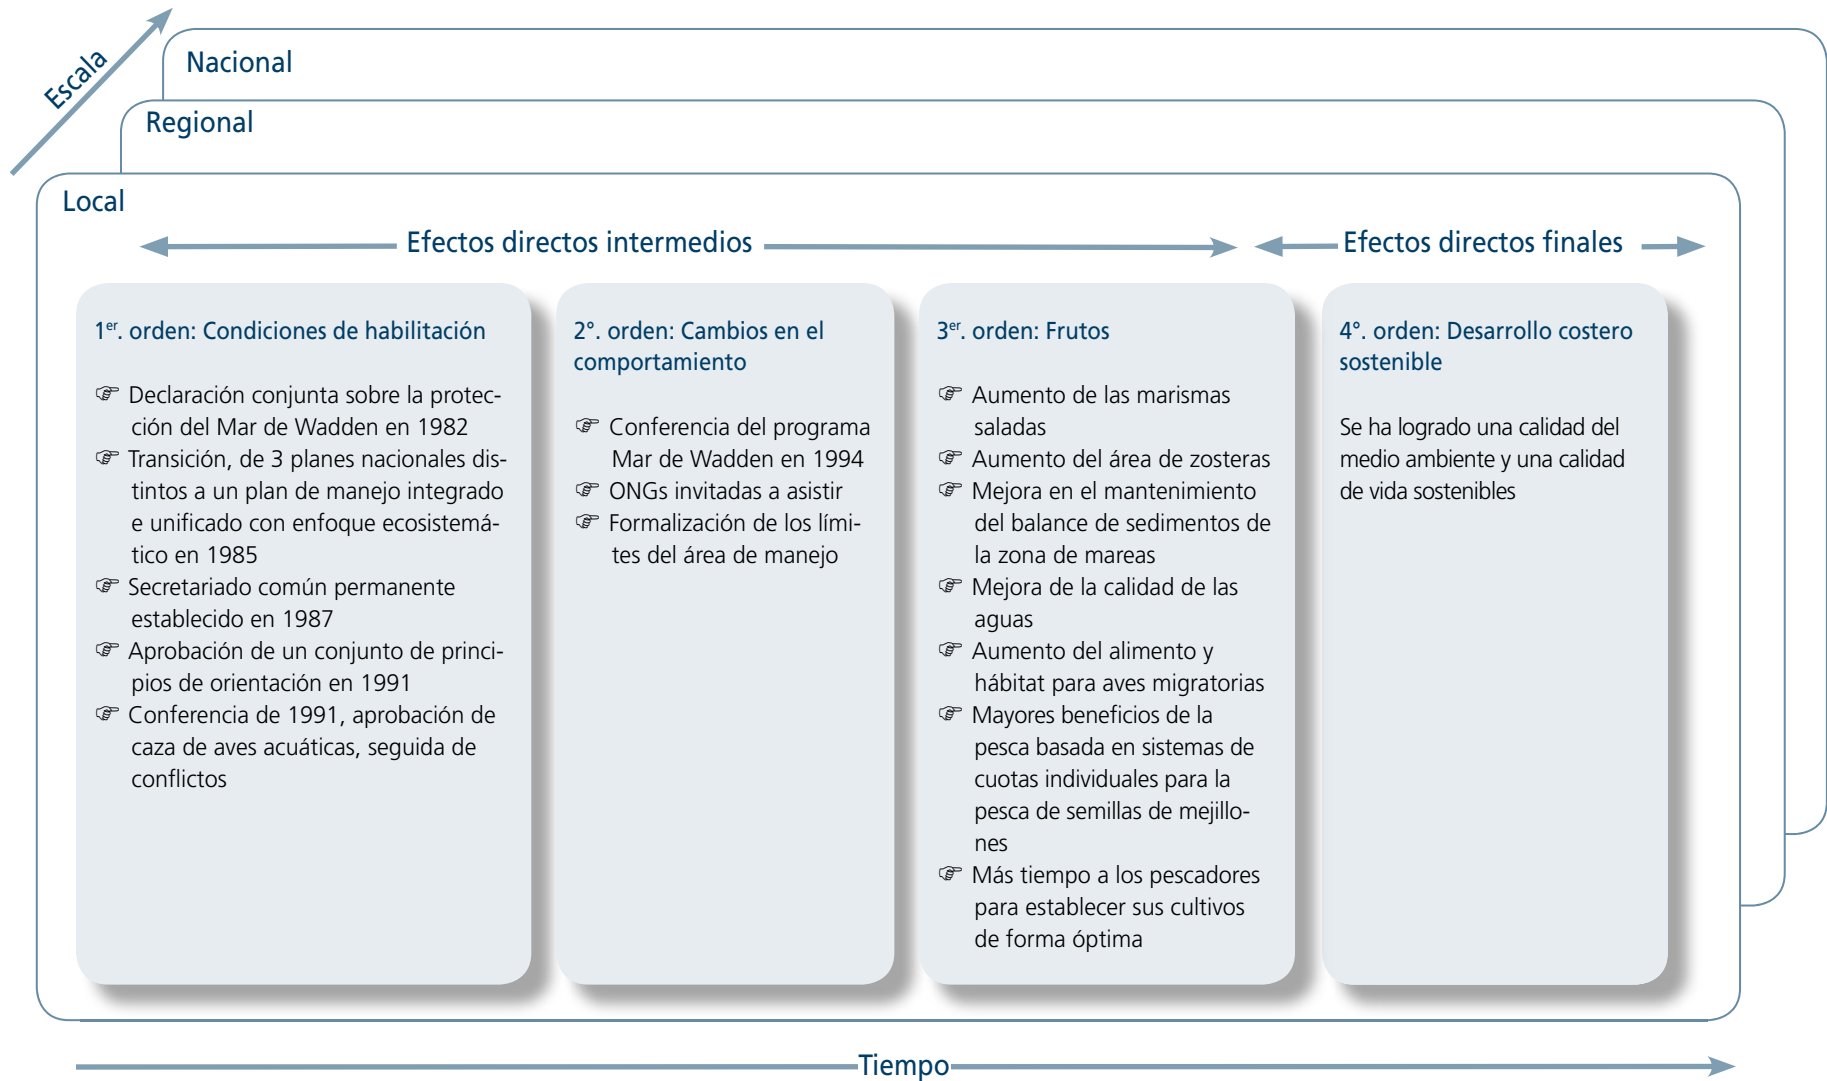 Escala
Nacional
Regional
Local
Efectos directos intermedios
Efectos directos finales
1er. orden: Condiciones de habilitación
☞ Declaración conjunta sobre la protec-
ción del Mar de Wadden en 1982
☞ Transición, de 3 planes nacionales dis-
tintos a un plan de manejo integrado
e unificado con enfoque ecosistemá-
tico en 1985
☞ Secretariado común permanente
establecido en 1987
☞ Aprobación de un conjunto de princi-
pios de orientación en 1991
☞ Conferencia de 1991, aprobación de
caza de aves acuáticas, seguida de
conflictos
2°. orden: Cambios en el
comportamiento
☞ Conferencia del programa
Mar de Wadden en 1994
☞ ONGs invitadas a asistir
☞ Formalización de los lími-
tes del área de manejo
3er. orden: Frutos
☞ Aumento de las marismas
saladas
☞ Aumento del área de zosteras
☞ Mejora en el mantenimiento
del balance de sedimentos de
la zona de mareas
☞ Mejora de la calidad de las
aguas
☞ Aumento del alimento y
hábitat para aves migratorias
☞ Mayores beneficios de la
pesca basada en sistemas de
cuotas individuales para la
pesca de semillas de mejillo-
nes
☞ Más tiempo a los pescadores
para establecer sus cultivos
de forma óptima
4°. orden: Desarrollo costero
sostenible
Se ha logrado una calidad del
medio ambiente y una calidad
de vida sostenibles
Tiempo